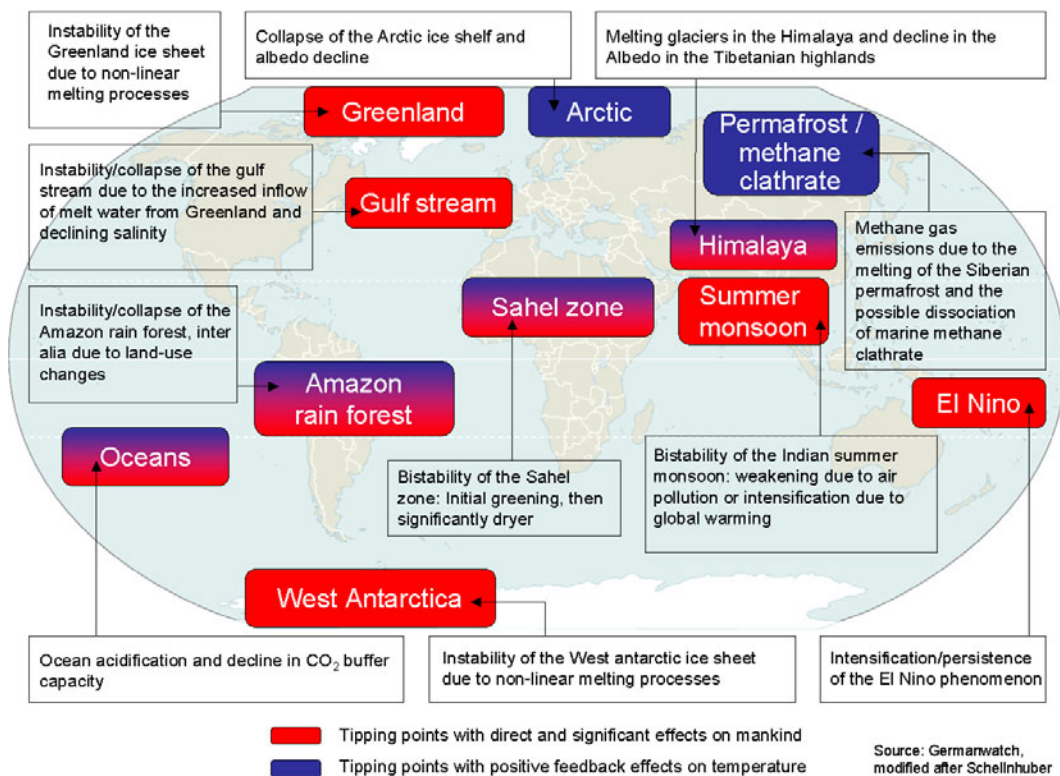 Instability of the
Greenland ice sheet
due to non-linear
melting processes
Collapse of the Arctic ice shelf and
albedo decline
Melting glaciers in the Himalaya and decline in the
Albedo in the Tibetanian highlands
Greenland
Arctic
Permafrost /
methane
clathrate
Instability/collapse of the gulf
stream due to the increased inflow
of melt water from Greenland and
declining salinity
Gulf stream
Himalaya
Methane gas
emissions due to the
melting of the Siberian
permafrost and the
possible dissociation
of marine methane
clathrate
Sahel zone
Summer
monsoon
Instability/collapse of the
Amazon rain forest, inter
alia due to land-use
changes
Amazon
rain forest
El Nino
Oceans
Bistability of the Sahel
zone: Initial greening, then
significantly dryer
Bistability of the Indian summer
monsoon: weakening due to air
pollution or intensification due to
global warming
West Antarctica
Ocean acidification and decline in CO₂ buffer
capacity
Instability of the West antarctic ice sheet
due to non-linear melting processes
Intensification/persistence
of the El Nino phenomenon
Tipping points with direct and significant effects on mankind
Tipping points with positive feedback effects on temperature
Source: Germanwatch,
modified after Schellnhuber